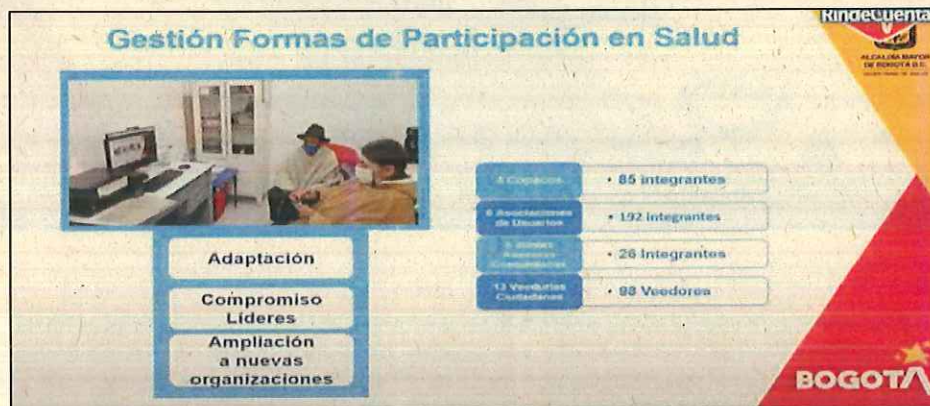 RindeCuenta
Gestión Formas de Participación en Salud
ALCALDÍA MAYOR
DE BOGOTÁ D.C.
Adaptación
Compromiso
Líderes
Ampliación
a nuevas
organizaciones
4 Copacos
• 85 integrantes
6 Asociaciones
de Usuarios
• 192 integrantes
• 26 Integrantes
13 Veedurías
Ciudadanas
• 98 Veedores
BOGOTÁ